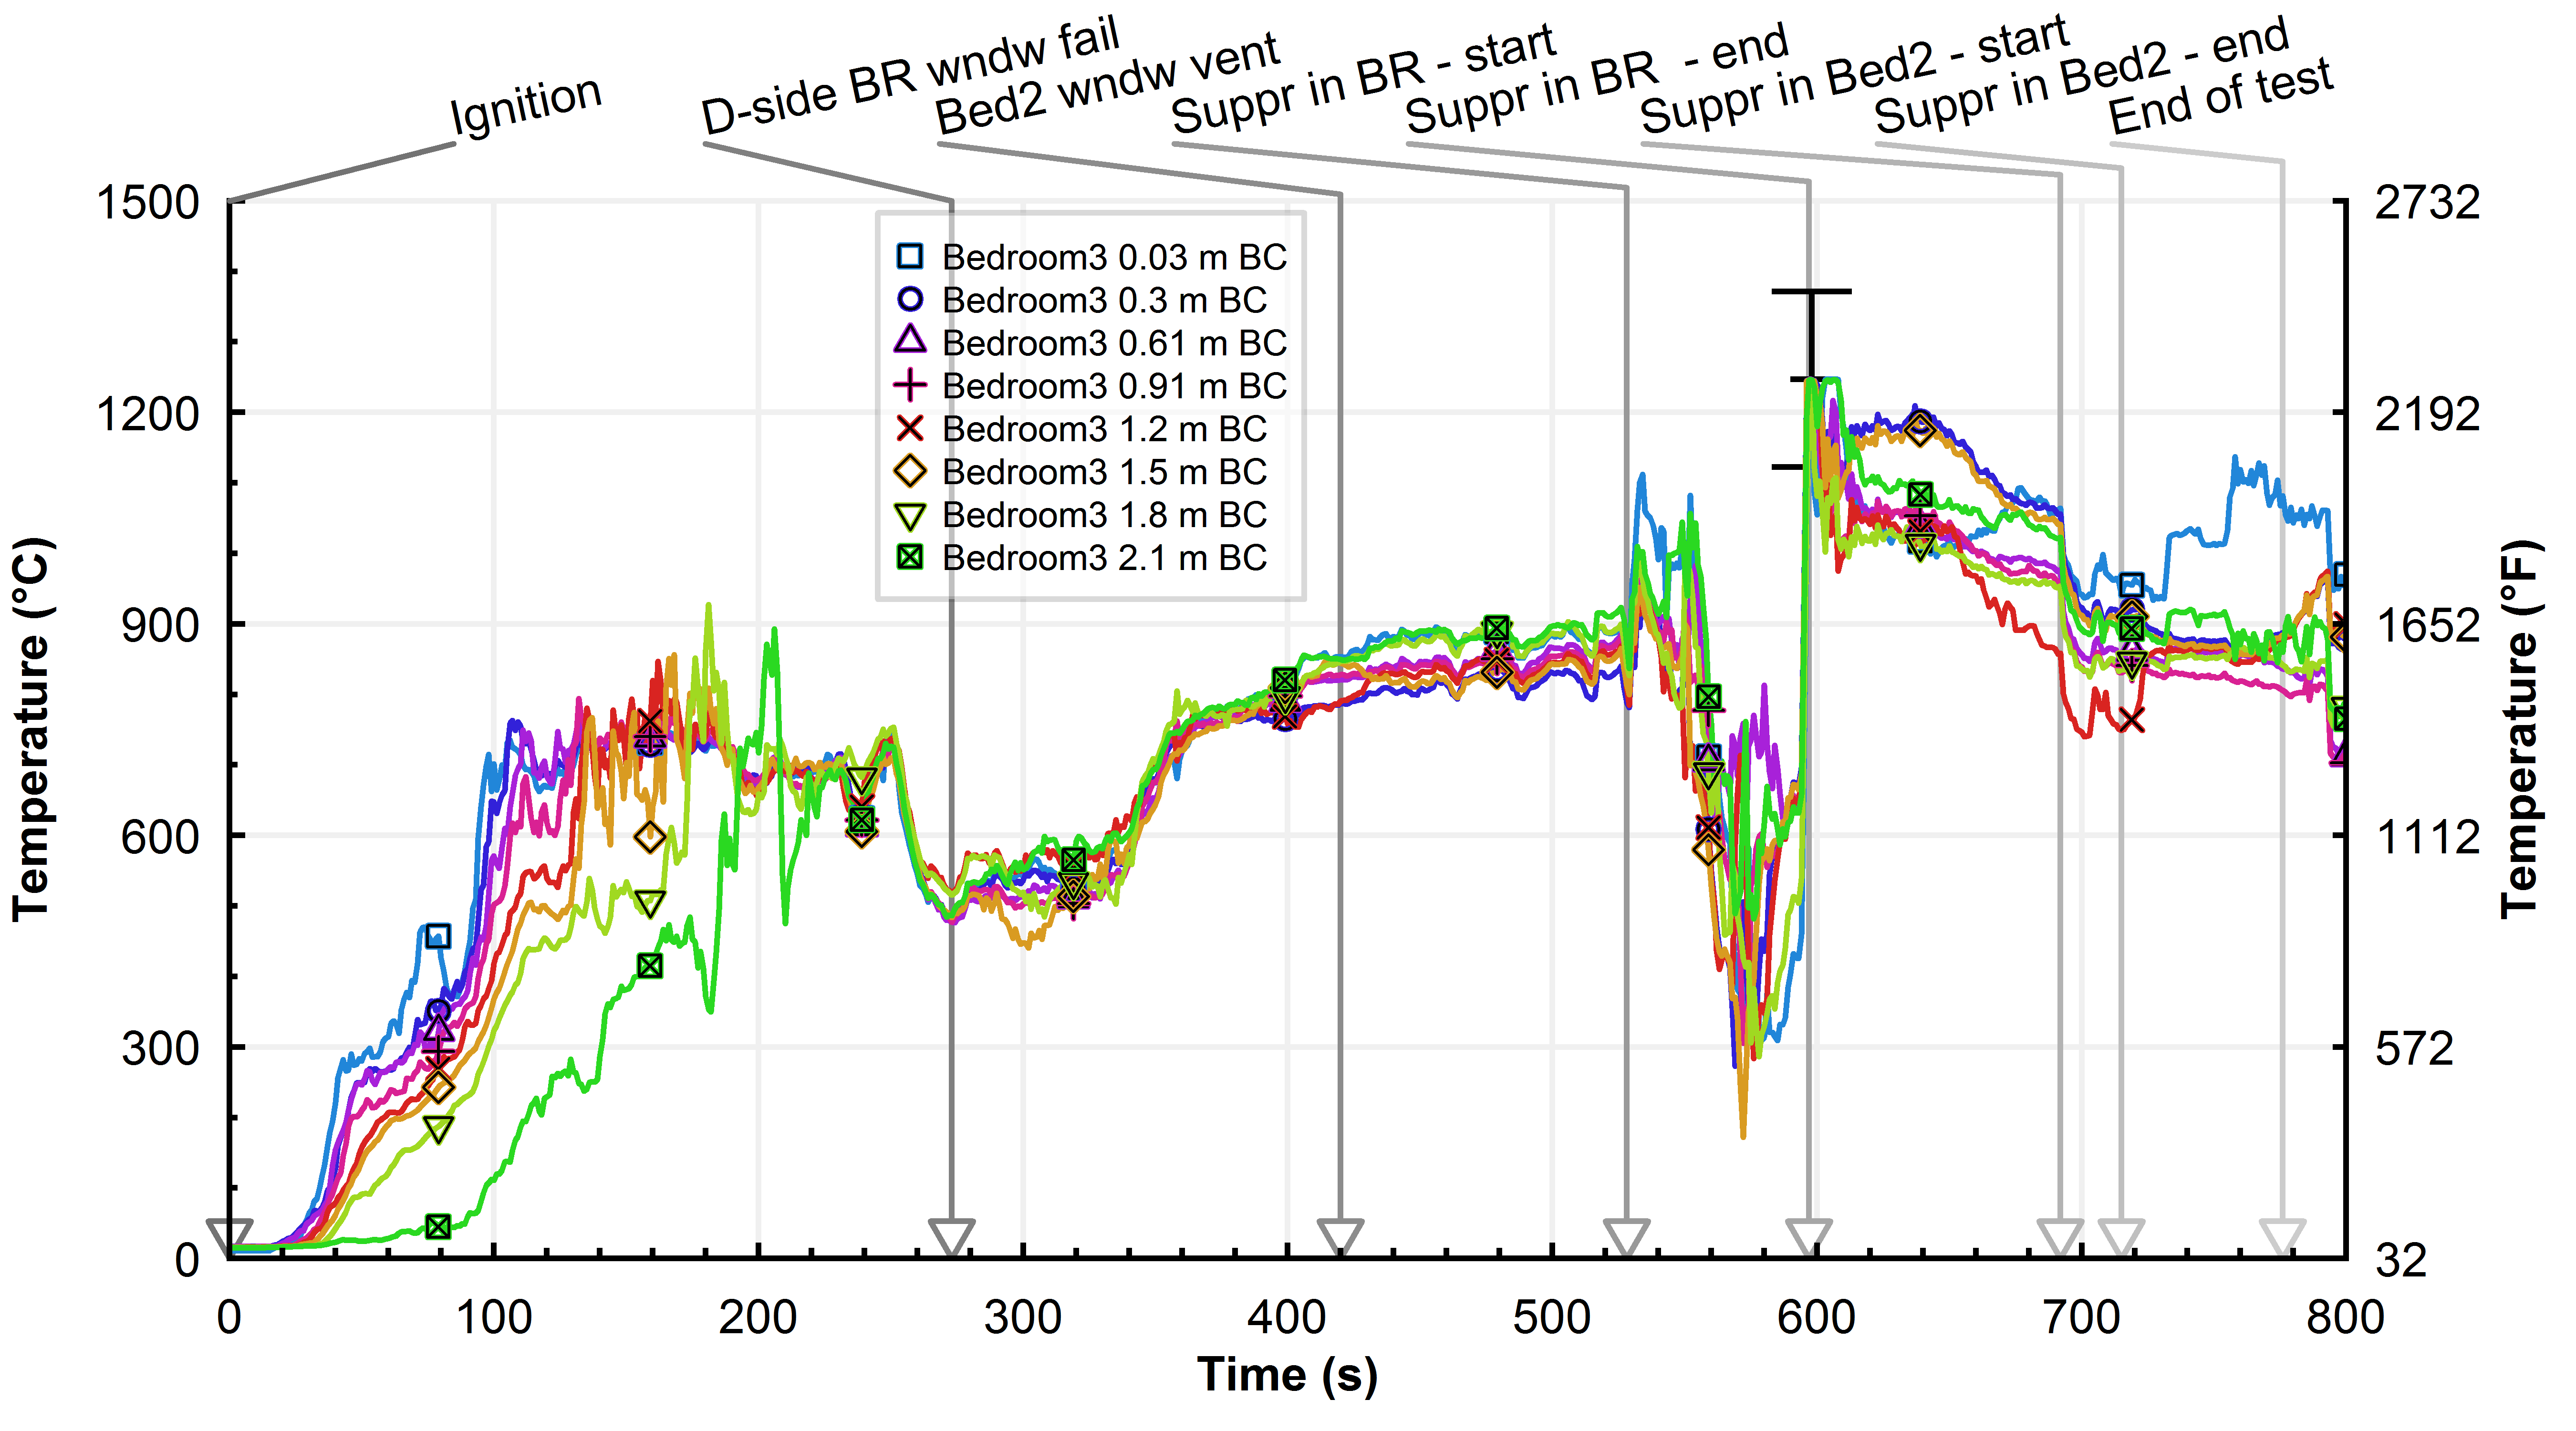 Ignition
D-side BR wndw fail
Bed2 wndw vent
Suppr in BR - start
Suppr in BR  - end
Suppr in Bed2 - start
Suppr in Bed2 - end
End of test
1500
1200
900
600
300
0
2732
2192
1652
1112
572
32
Temperature (°C)
Temperature (°F)
Bedroom3 0.03 m BC
Bedroom3 0.3 m BC
Bedroom3 0.61 m BC
Bedroom3 0.91 m BC
Bedroom3 1.2 m BC
Bedroom3 1.5 m BC
Bedroom3 1.8 m BC
Bedroom3 2.1 m BC
0 100 200 300 400 500 600 700 800
Time (s)